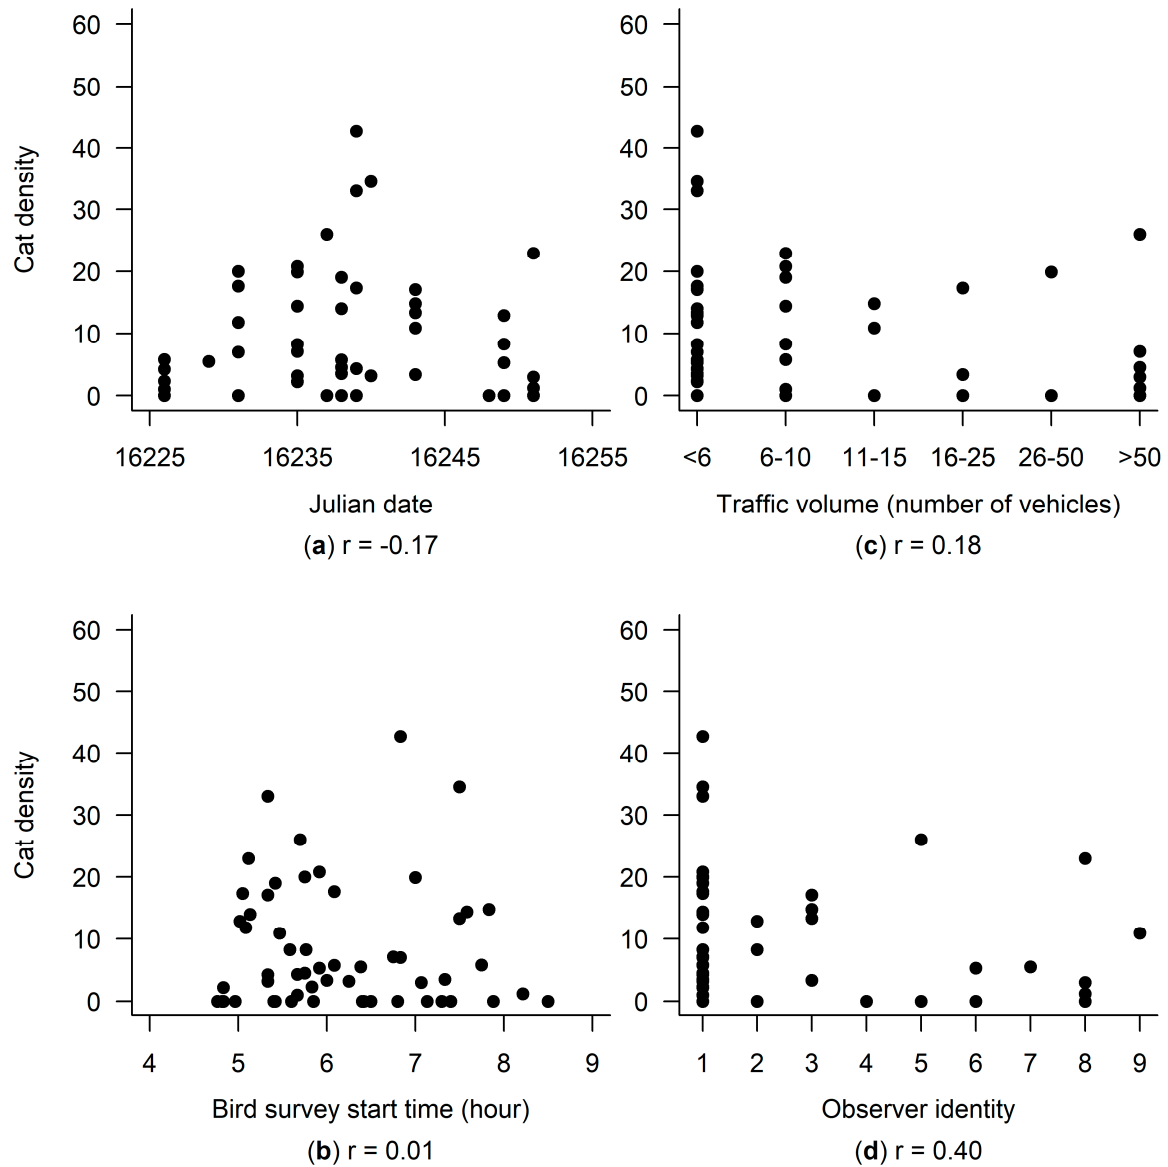 60
50
40
30
20
10
0
Cat density
16225 16235 16245 16255
Julian date
(a) r = -0.17
60
50
40
30
20
10
0
<6 6-10 11-15 16-25 26-50 >50
Traffic volume (number of vehicles)
(c) r = 0.18
60
50
40
30
20
10
0
Cat density
4 5 6 7 8 9
Bird survey start time (hour)
(b) r = 0.01
60
50
40
30
20
10
0
1 2 3 4 5 6 7 8 9
Observer identity
(d) r = 0.40